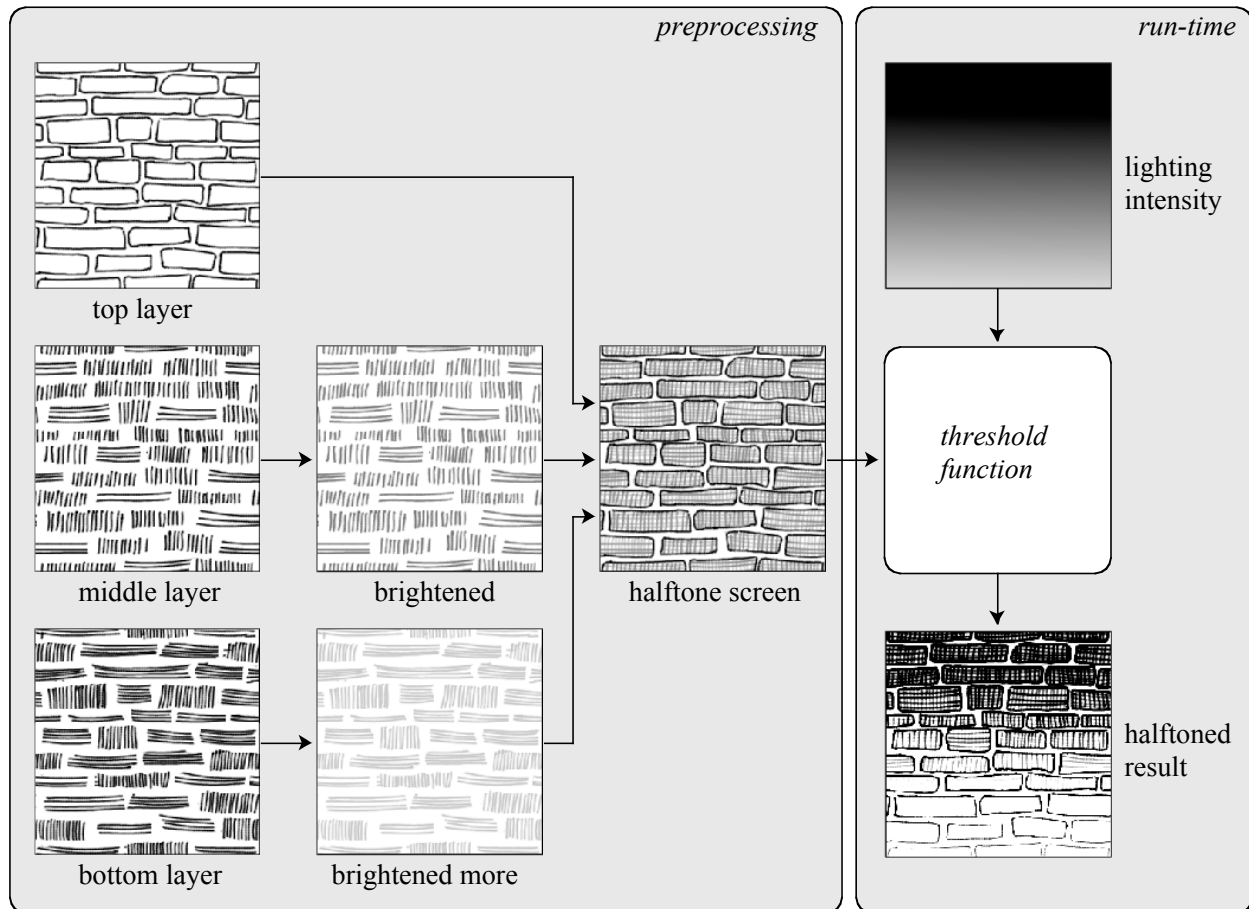 preprocessing
top layer
middle layer
brightened
halftone screen
bottom layer
brightened more
run-time
lighting
intensity
threshold
function
halftoned
result